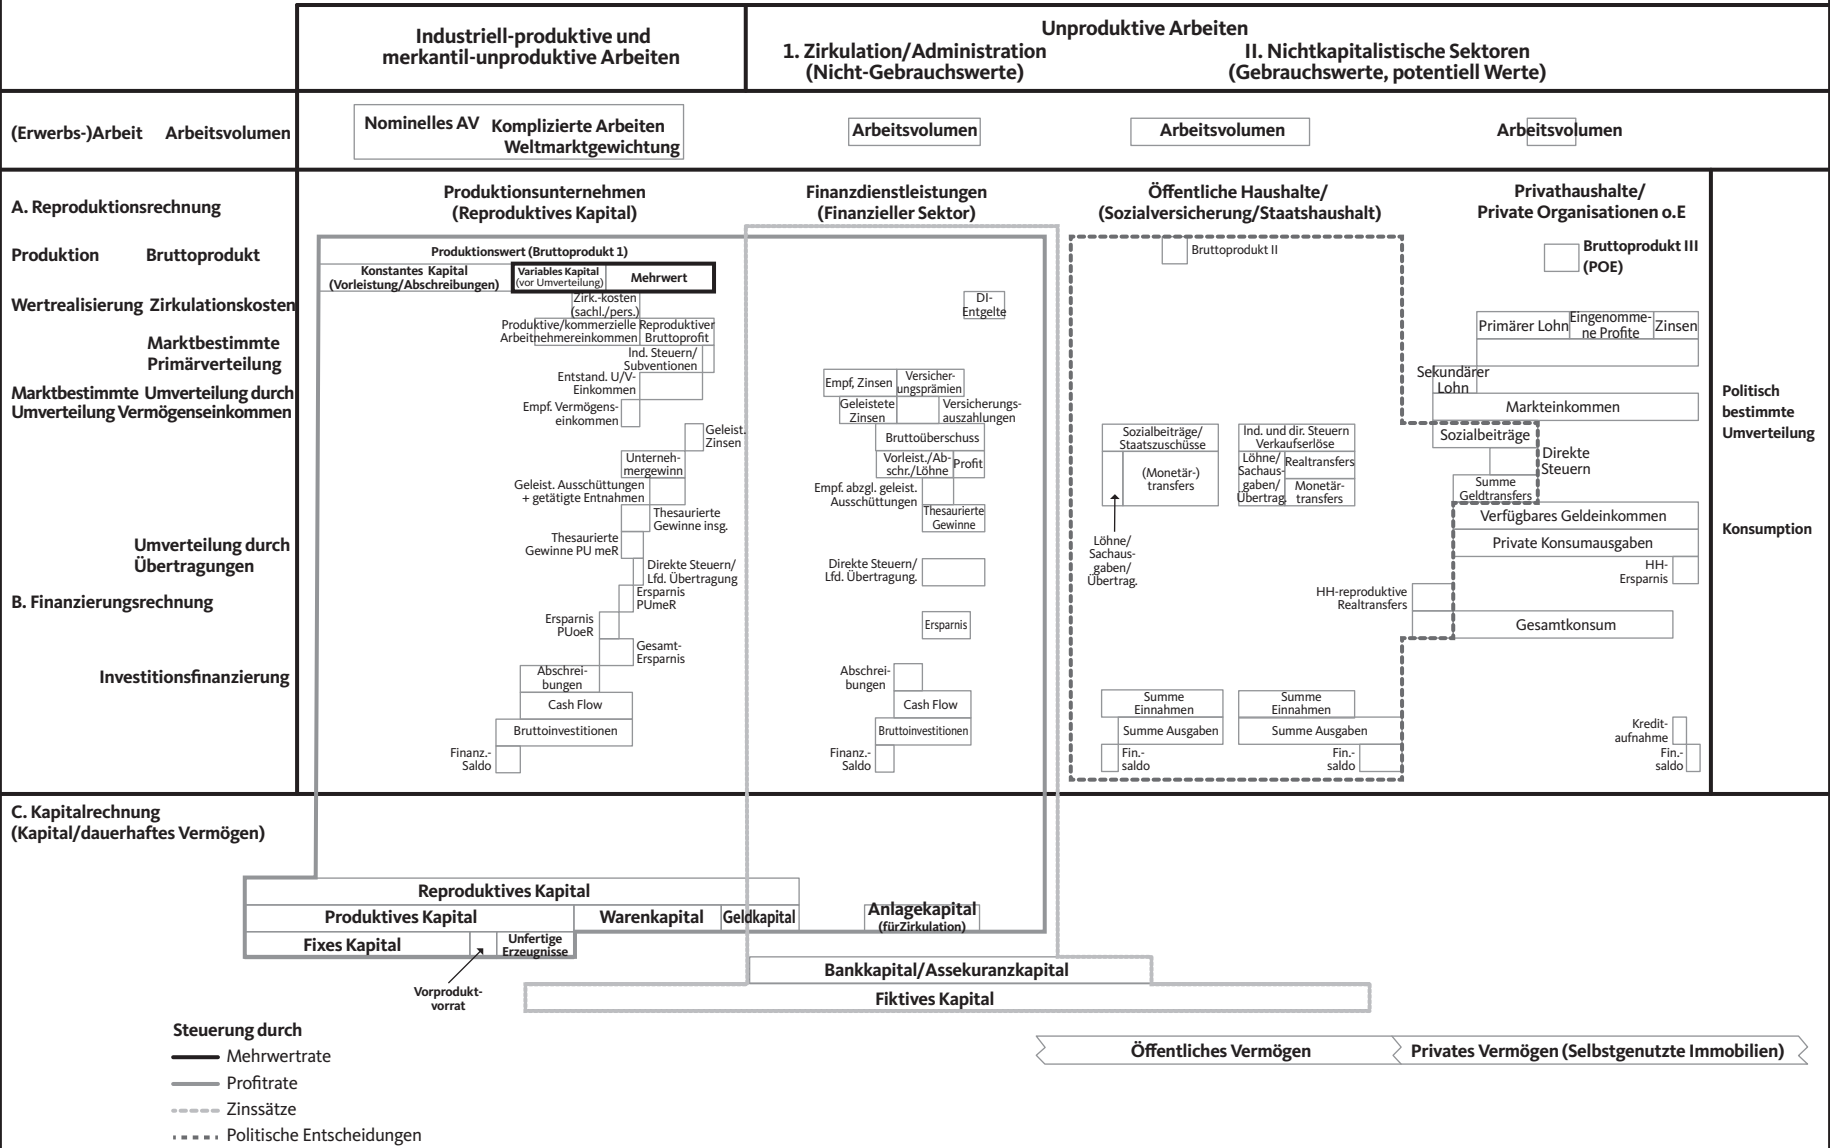 Industriell-produktive und
merkantil-unproduktive Arbeiten
Unproduktive Arbeiten
1. Zirkulation/Administration
(Nicht-Gebrauchswerte)
II. Nichtkapitalistische Sektoren
(Gebrauchswerte, potentiell Werte)
(Erwerbs-)Arbeit Arbeitsvolumen
Nominelles AV
Komplizierte Arbeiten
Weltmarktgewichtung
Arbeitsvolumen
Arbeitsvolumen
Arbeitsvolumen
A. Reproduktionsrechnung
Produktion Bruttoprodukt
Wertrealisierung Zirkulationskosten
Marktbestimmte
Primärverteilung
Marktbestimmte Umverteilung durch
Umverteilung Vermögenseinkommen
Umverteilung durch
Übertragungen
B. Finanzierungsrechnung
Investitionsfinanzierung
Produktionsunternehmen
(Reproduktives Kapital)
Produktionswert (Bruttoprodukt 1)
Konstantes Kapital
(Vorleistung/Abschreibungen)
Variables Kapital
(vor Umverteilung)
Mehrwert
Zirk.-kosten
(sachl./pers.)
Produktive/kommerzielle
Arbeitnehmereinkommen
Reproduktiver
Bruttoprofit
Ind. Steuern/
Subventionen
Entstand. U/V-
Einkommen
Empf. Vermögens-
einkommen
Geleist.
Zinsen
Unterneh-
mergewinn
Geleist. Ausschüttungen
+ getätigte Entnahmen
Thesaurierte
Gewinne insg.
Thesaurierte
Gewinne PU meR
Direkte Steuern/
Lfd. Übertragung
Ersparnis
PUmeR
Ersparnis
PUoeR
Gesamt-
Ersparnis
Abschrei-
bungen
Cash Flow
Bruttoinvestitionen
Finanz.-
Saldo
Finanzdienstleistungen
(Finanzieller Sektor)
DI-
Entgelte
Empf, Zinsen
Versicher-
ungsprämien
Geleistete
Zinsen
Versicherungs-
auszahlungen
Bruttoüberschuss
Vorleist./Ab-
schr./Löhne
Profit
Empf. abzgl. geleist.
Ausschüttungen
Thesaurierte
Gewinne
Direkte Steuern/
Lfd. Übertragung.
Ersparnis
Abschrei-
bungen
Cash Flow
Bruttoinvestitionen
Finanz.-
Saldo
Öffentliche Haushalte/
(Sozialversicherung/Staatshaushalt)
Bruttoprodukt II
Sozialbeiträge/
Staatszuschüsse
(Monetär-)
transfers
Löhne/
Sachaus-
gaben/
Übertrag.
Ind. und dir. Steuern
Verkaufserlöse
Löhne/
Sachaus-
gaben/
Übertrag.
Realtransfers
Monetär-
transfers
Summe
Einnahmen
Summe Ausgaben
Fin.-
saldo
Summe
Einnahmen
Summe Ausgaben
Fin.-
saldo
Privathaushalte/
Private Organisationen o.E
Bruttoprodukt III
(POE)
Primärer Lohn
Eingenomme-
ne Profite
Zinsen
Sekundärer
Lohn
Markteinkommen
Sozialbeiträge
Direkte
Steuern
Summe
Geldtransfers
Verfügbares Geldeinkommen
Private Konsumausgaben
HH-
Ersparnis
HH-reproduktive
Realtransfers
Gesamtkonsum
Kredit-
aufnahme
Fin.-
saldo
Politisch
bestimmte
Umverteilung
Konsumption
C. Kapitalrechnung
(Kapital/dauerhaftes Vermögen)
Reproduktives Kapital
Produktives Kapital
Warenkapital
Geldkapital
Anlagekapital
(fürZirkulation)
Fixes Kapital
Unfertige
Erzeugnisse
Vorprodukt-
vorrat
Bankkapital/Assekuranzkapital
Fiktives Kapital
Öffentliches Vermögen
Privates Vermögen (Selbstgenutzte Immobilien)
Steuerung durch
Mehrwertrate
Profitrate
Zinssätze
Politische Entscheidungen